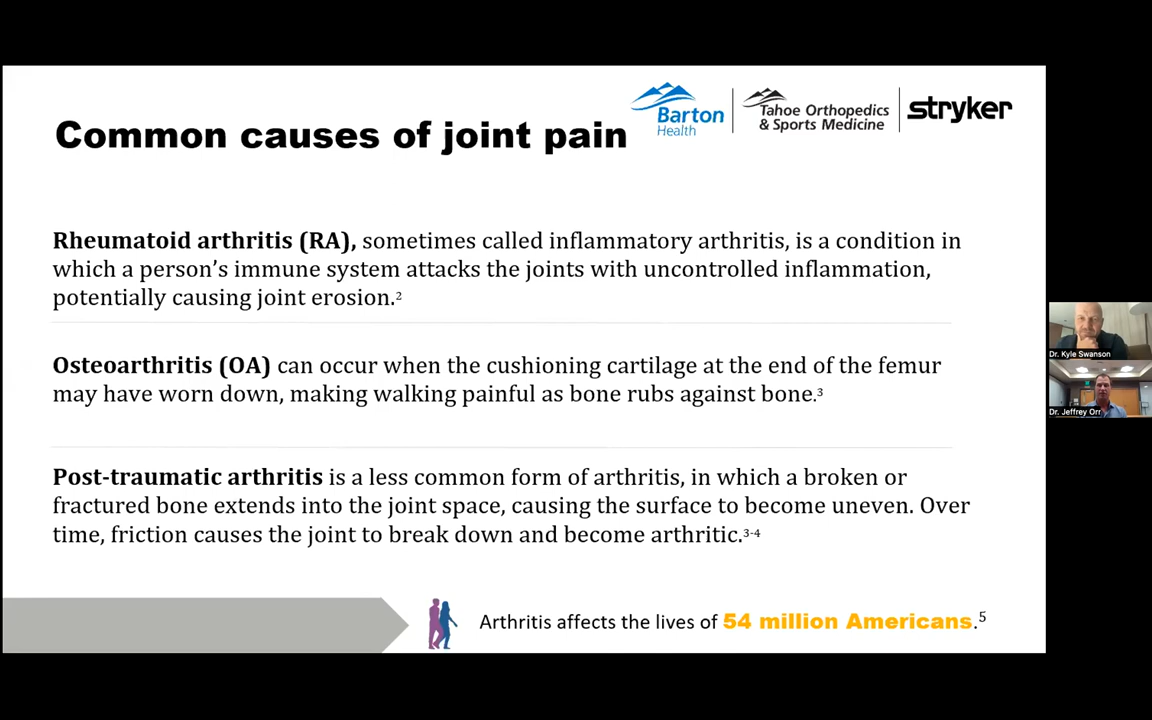 Common causes of joint pain
Barton
Health
Tahoe Orthopedics
& Sports Medicine
stryker
Rheumatoid arthritis (RA), sometimes called inflammatory arthritis, is a condition in
which a person’s immune system attacks the joints with uncontrolled inflammation,
potentially causing joint erosion.2
Osteoarthritis (OA) can occur when the cushioning cartilage at the end of the femur
may have worn down, making walking painful as bone rubs against bone.3
Post-traumatic arthritis is a less common form of arthritis, in which a broken or
fractured bone extends into the joint space, causing the surface to become uneven. Over
time, friction causes the joint to break down and become arthritic.3-4
Arthritis affects the lives of 54 million Americans.5
Dr. Kyle Swanson
Dr. Jeffrey Orr